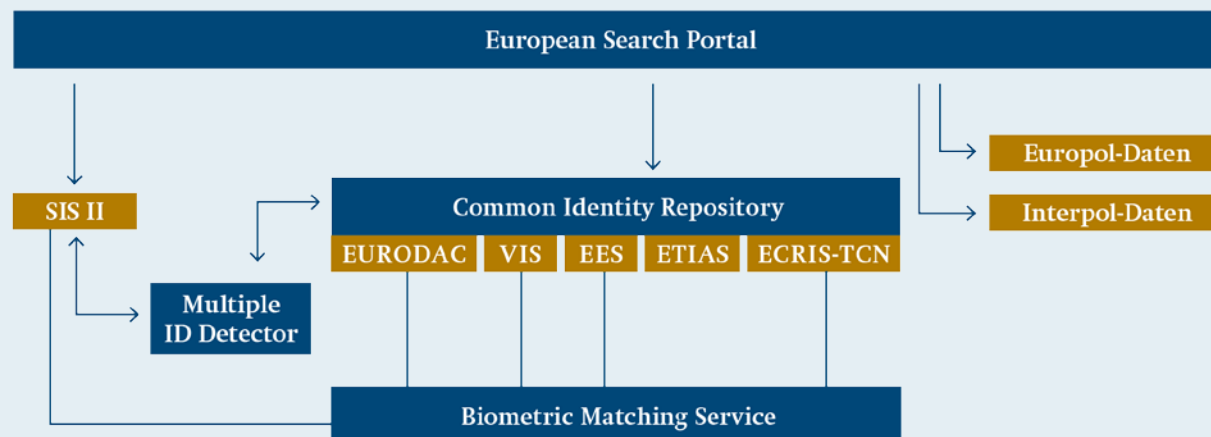 European Search Portal
Europol-Daten
SIS II
Common Identity Repository
Interpol-Daten
EURODAC VIS EES ETIAS ECRIS-TCN
Multiple
ID Detector
Biometric Matching Service